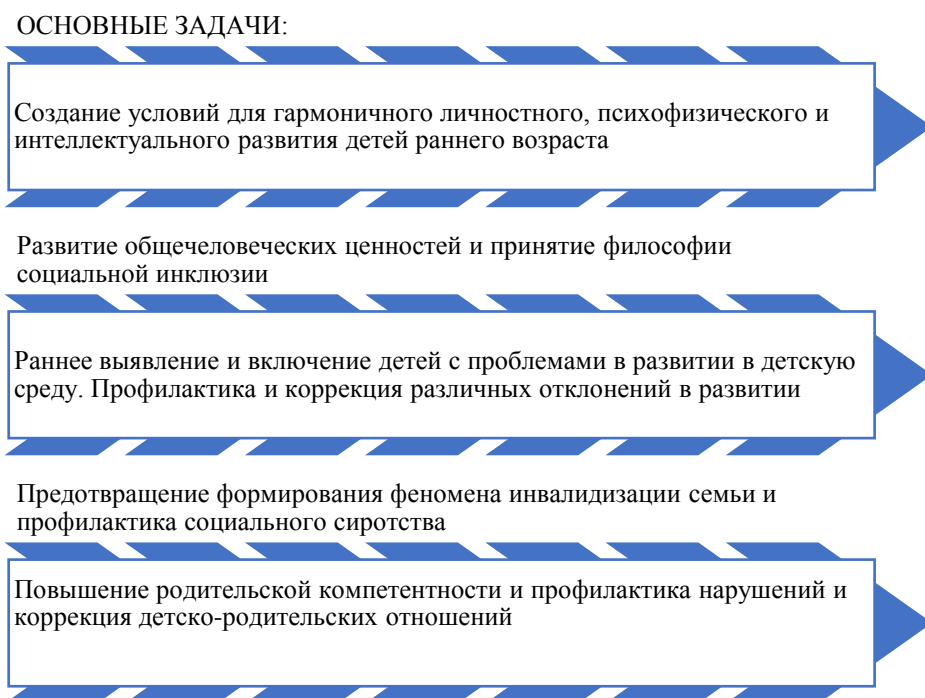 ОСНОВНЫЕ ЗАДАЧИ:
Создание условий для гармоничного личностного, психофизического и
интеллектуального развития детей раннего возраста
Развитие общечеловеческих ценностей и принятие философии
социальной инклюзии
Раннее выявление и включение детей с проблемами в развитии в детскую
среду. Профилактика и коррекция различных отклонений в развитии
Предотвращение формирования феномена инвалидизации семьи и
профилактика социального сиротства
Повышение родительской компетентности и профилактика нарушений и
коррекция детско-родительских отношений